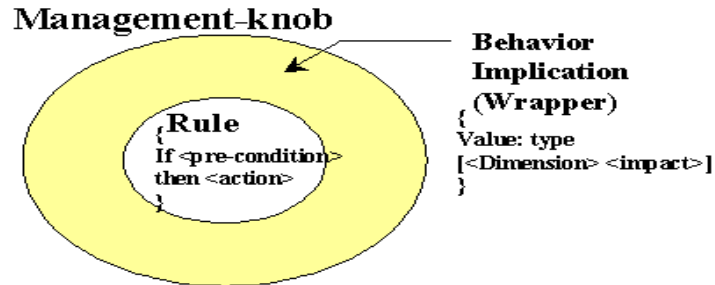 Management-knob
Rule
{
If <pre-condition>
then <action>
}
Behavior
Implication
(Wrapper)
{
Value: type
[<Dimension> <impact>]
}